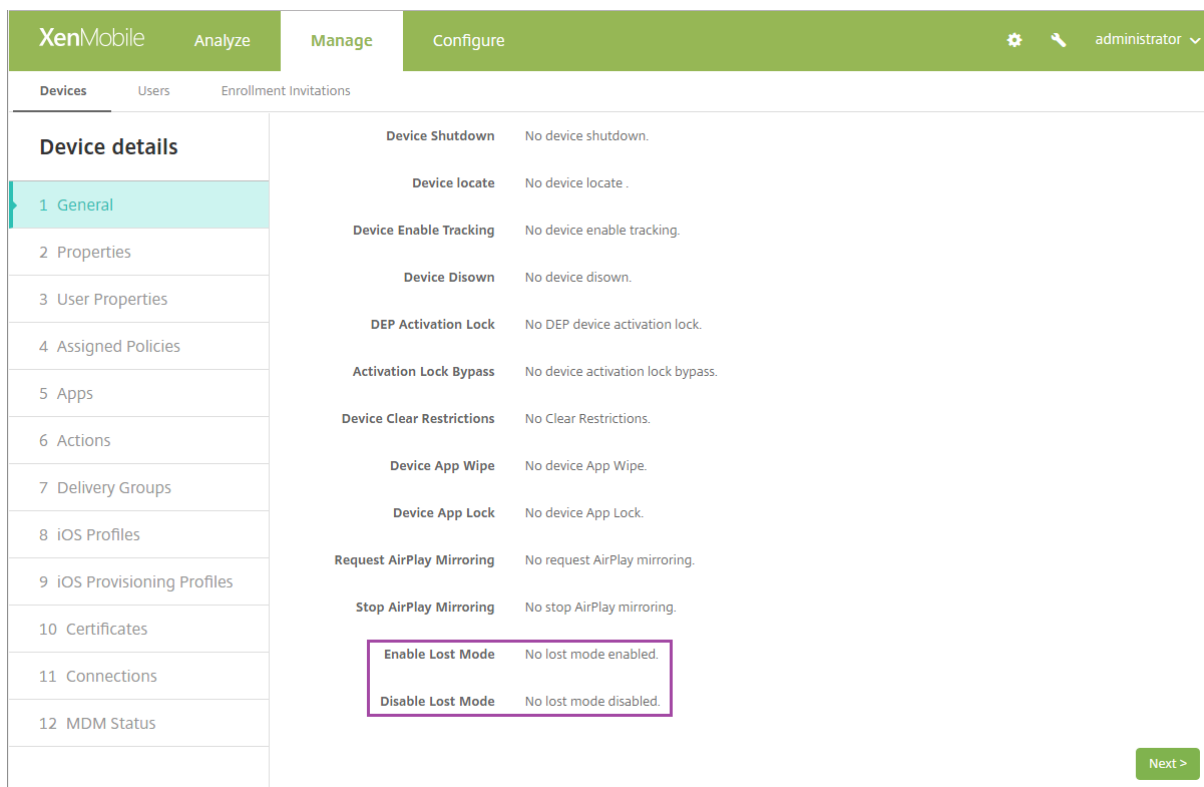 XenMobile Analyze Manage Configure administrator
Devices Users Enrollment Invitations
Device details
1 General
2 Properties
3 User Properties
4 Assigned Policies
5 Apps
6 Actions
7 Delivery Groups
8 iOS Profiles
9 iOS Provisioning Profiles
10 Certificates
11 Connections
12 MDM Status
Device Shutdown No device shutdown.
Device locate No device locate .
Device Enable Tracking No device enable tracking.
Device Disown No device disown.
DEP Activation Lock No DEP device activation lock.
Activation Lock Bypass No device activation lock bypass.
Device Clear Restrictions No Clear Restrictions.
Device App Wipe No device App Wipe.
Device App Lock No device App Lock.
Request AirPlay Mirroring No request AirPlay mirroring.
Stop AirPlay Mirroring No stop AirPlay mirroring.
Enable Lost Mode No lost mode enabled.
Disable Lost Mode No lost mode disabled.
Next >